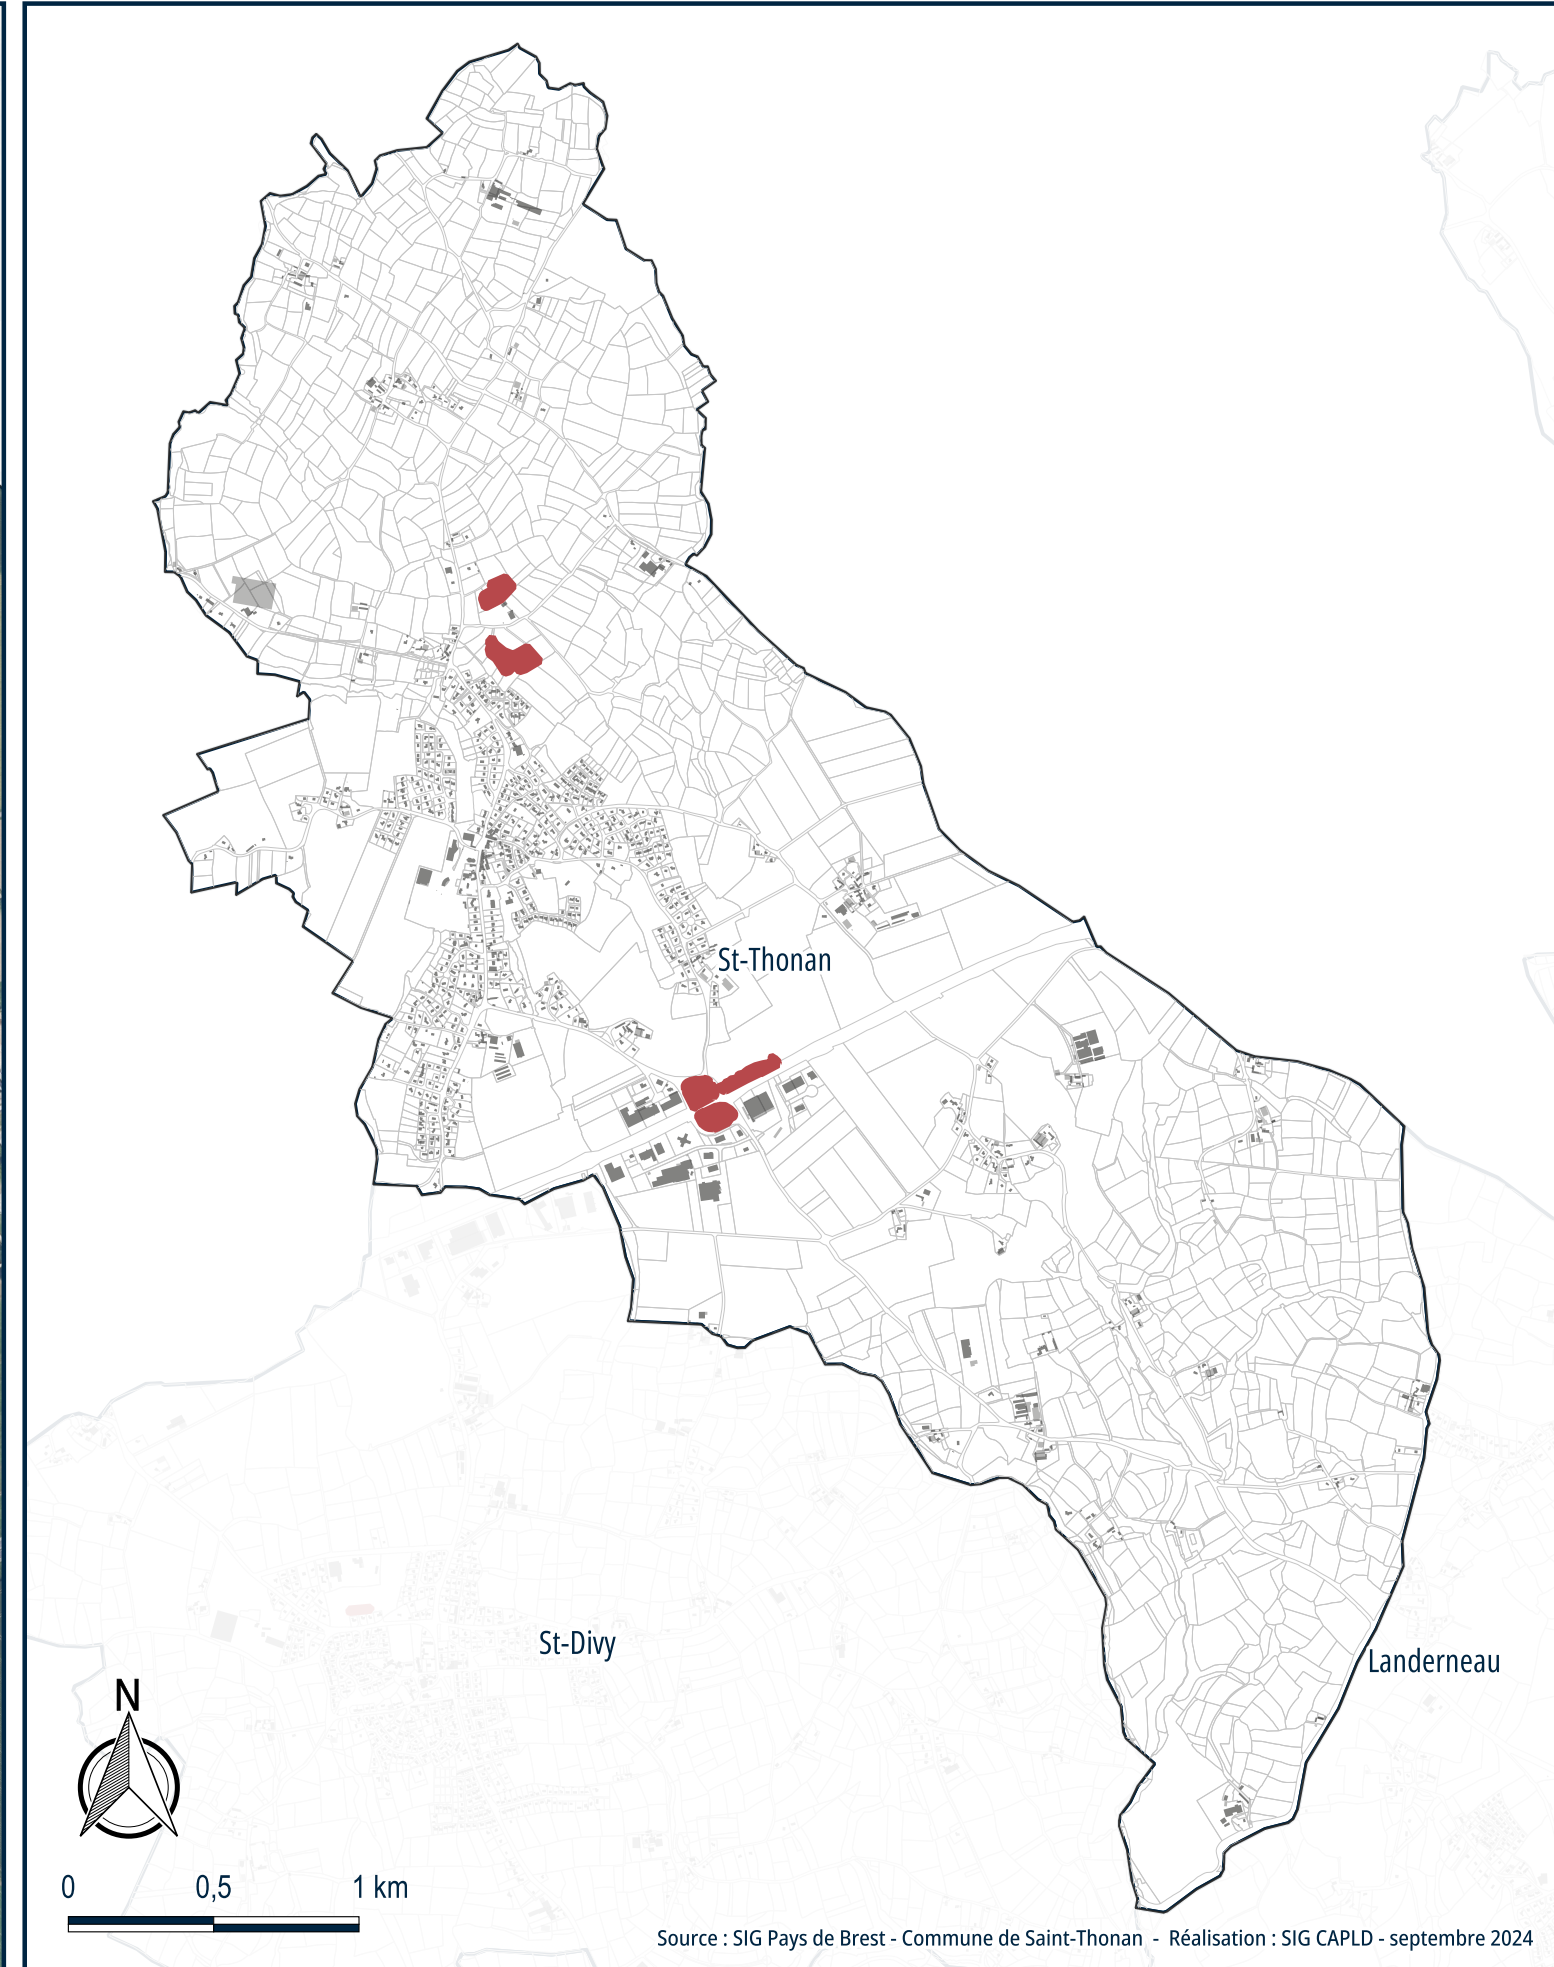 St-Thonan
St-Divy
Landerneau
N
0 0,5 1 km
Source : SIG Pays de Brest - Commune de Saint-Thonan - Réalisation : SIG CAPLD - septembre 2024